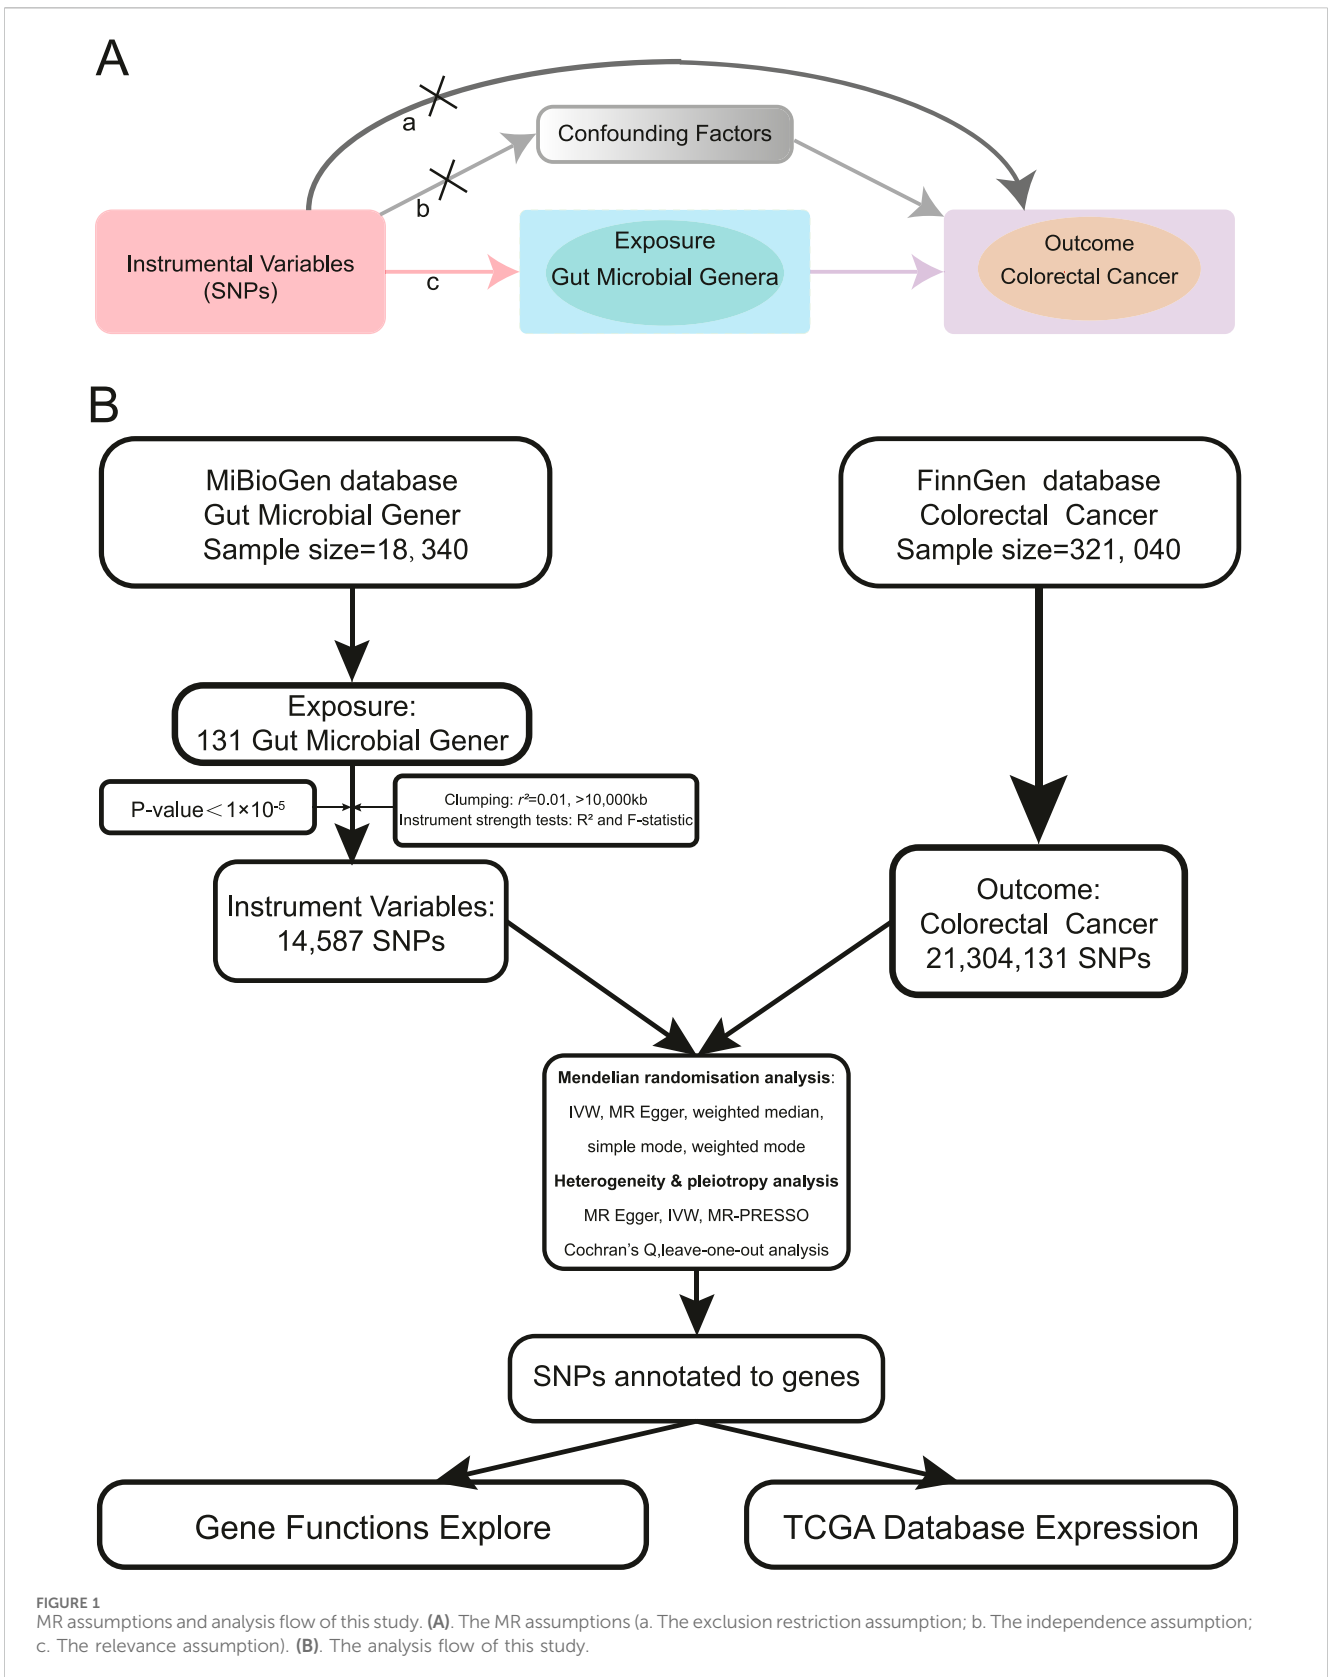 A
a
Confounding Factors
b
Instrumental Variables
(SNPs)
c
Exposure
Gut Microbial Genera
Outcome
Colorectal Cancer
B
MiBioGen database
Gut Microbial Gener
Sample size=18, 340
FinnGen database
Colorectal Cancer
Sample size=321, 040
Exposure:
131 Gut Microbial Gener
P-value＜1×10⁻⁵
Clumping: r²=0.01, >10,000kb
Instrument strength tests: R² and F-statistic
Instrument Variables:
14,587 SNPs
Outcome:
Colorectal Cancer
21,304,131 SNPs
Mendelian randomisation analysis:
IVW, MR Egger, weighted median,
simple mode, weighted mode
Heterogeneity & pleiotropy analysis
MR Egger, IVW, MR-PRESSO
Cochran's Q,leave-one-out analysis
SNPs annotated to genes
Gene Functions Explore
TCGA Database Expression
FIGURE 1
MR assumptions and analysis flow of this study. (A). The MR assumptions (a. The exclusion restriction assumption; b. The independence assumption;
c. The relevance assumption). (B). The analysis flow of this study.